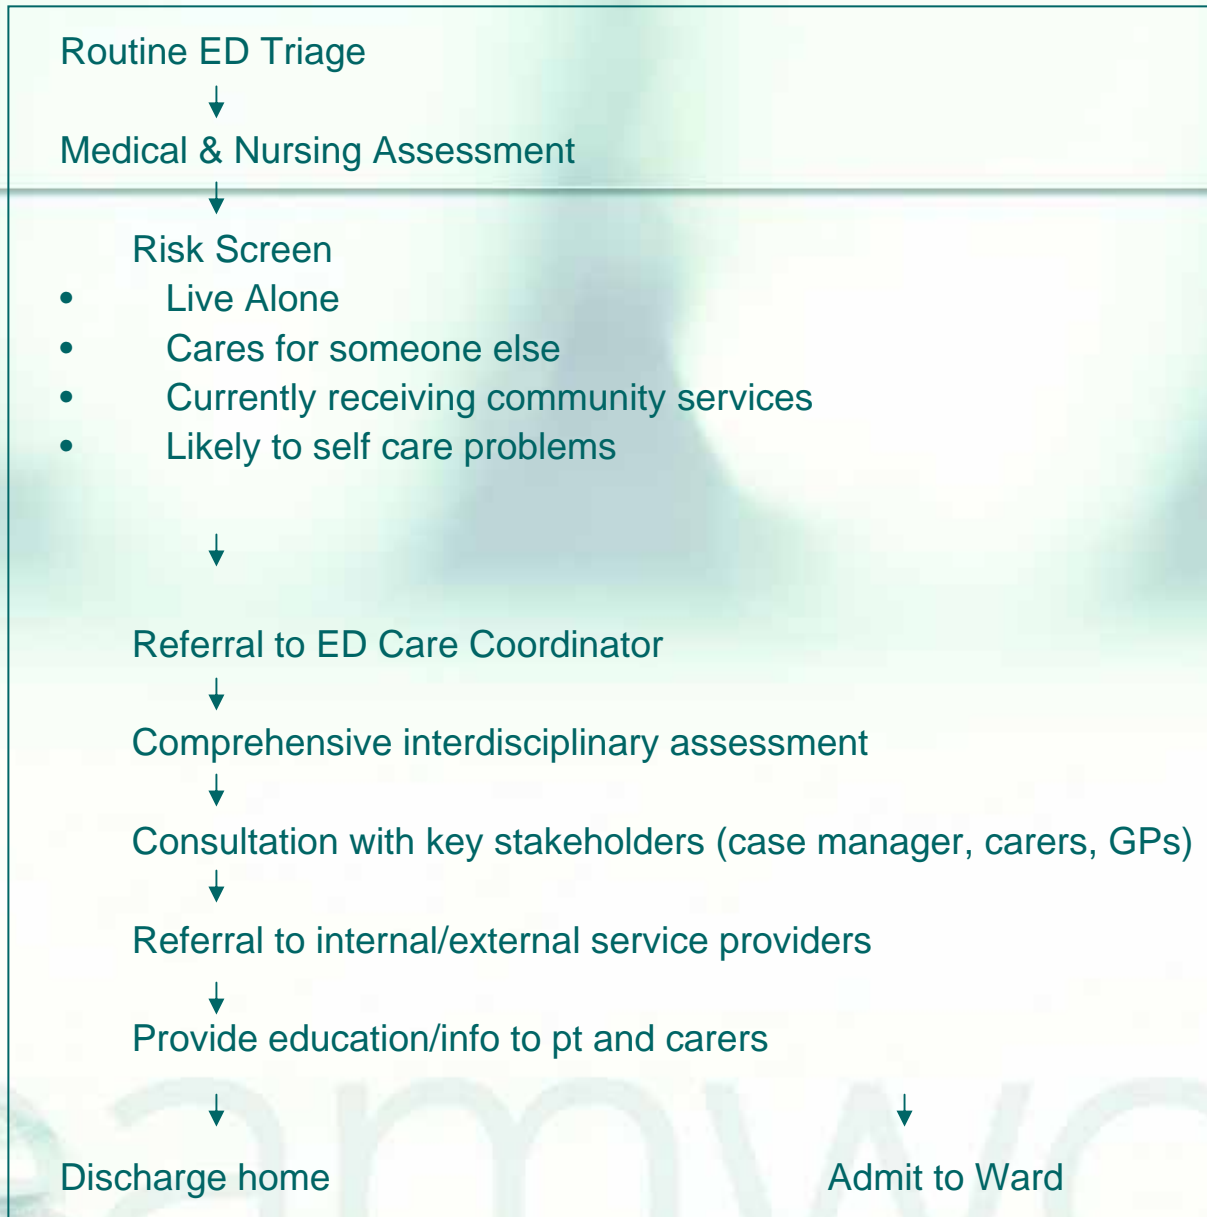 Routine ED Triage
Medical & Nursing Assessment
Risk Screen
• Live Alone
• Cares for someone else
• Currently receiving community services
• Likely to self care problems
Referral to ED Care Coordinator
Comprehensive interdisciplinary assessment
Consultation with key stakeholders (case manager, carers, GPs)
Referral to internal/external service providers
Provide education/info to pt and carers
Discharge home Admit to Ward